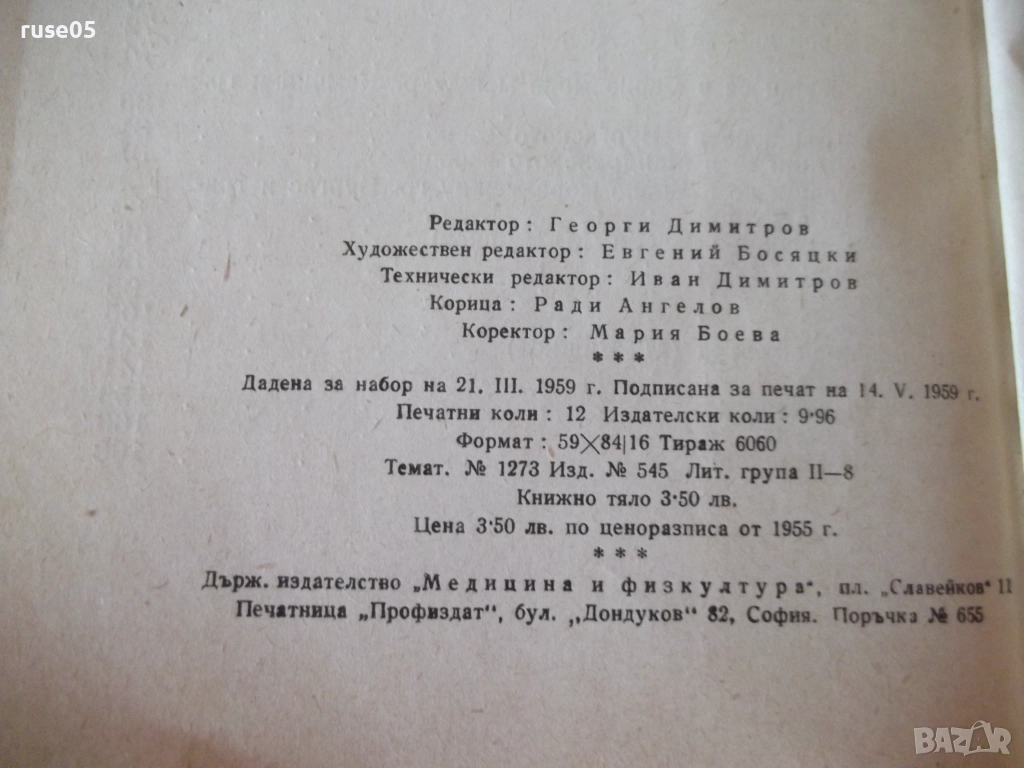 ruse05
Редактор: Георги Димитров
Художествен редактор: Евгений Босяцки
Технически редактор: Иван Димитров
Корица: Ради Ангелов
Коректор: Мария Боева
* * *
Дадена за набор на 21. III. 1959 г. Подписана за печат на 14. V. 1959 г.
Печатни коли: 12 Издателски коли: 9·96
Формат: 59×84|16 Тираж 6060
Темат. № 1273 Изд. № 545 Лит. група II—8
Книжно тяло 3·50 лв.
Цена 3·50 лв. по ценоразписа от 1955 г.
* * *
Държ. издателство „Медицина и физкултура“, пл. „Славейков“ 11
Печатница „Профиздат“, бул. „Дондуков“ 82, София. Поръчка № 655
BAZAR